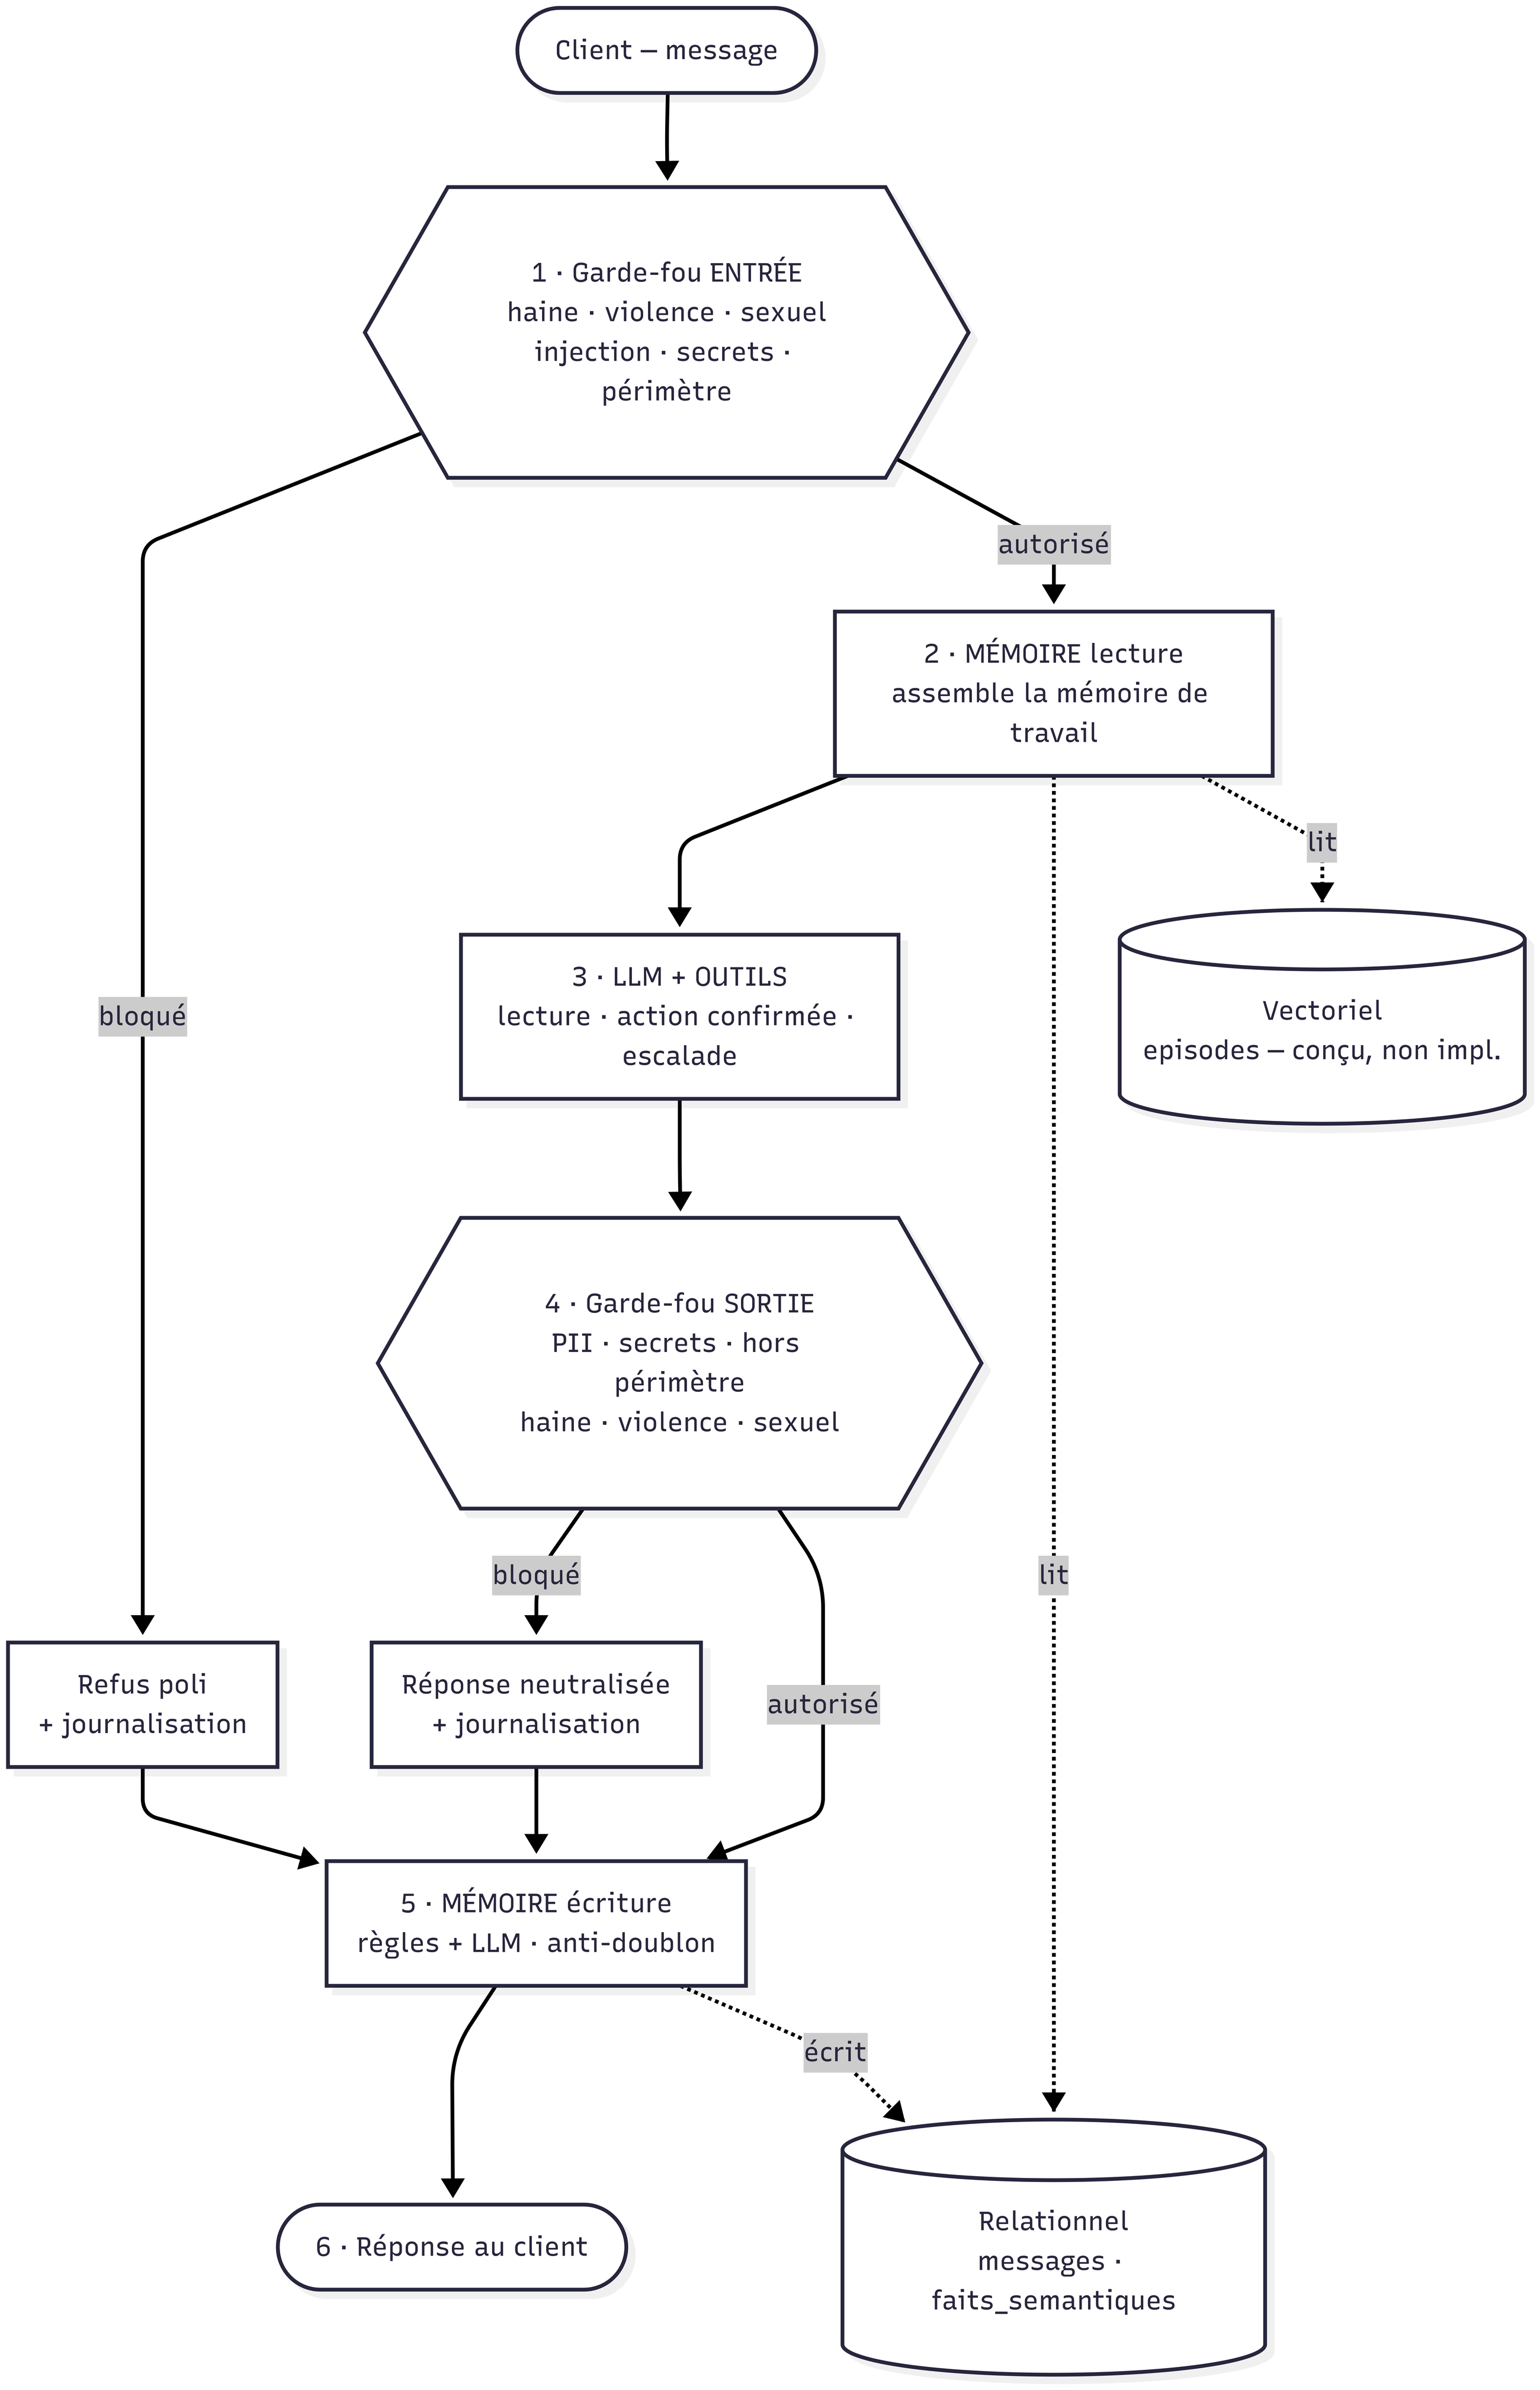 Client – message
1 · Garde-fou ENTRÉE
haine · violence · sexuel
injection · secrets ·
périmètre
autorisé
2 · MÉMOIRE lecture
assemble la mémoire de
travail
lit
bloqué
3 · LLM + OUTILS
lecture · action confirmée ·
escalade
Vectoriel
episodes – conçu, non impl.
4 · Garde-fou SORTIE
PII · secrets · hors
périmètre
haine · violence · sexuel
bloqué
lit
Refus poli
+ journalisation
Réponse neutralisée
+ journalisation
autorisé
5 · MÉMOIRE écriture
règles + LLM · anti-doublon
écrit
6 · Réponse au client
Relationnel
messages ·
faits_semantiques